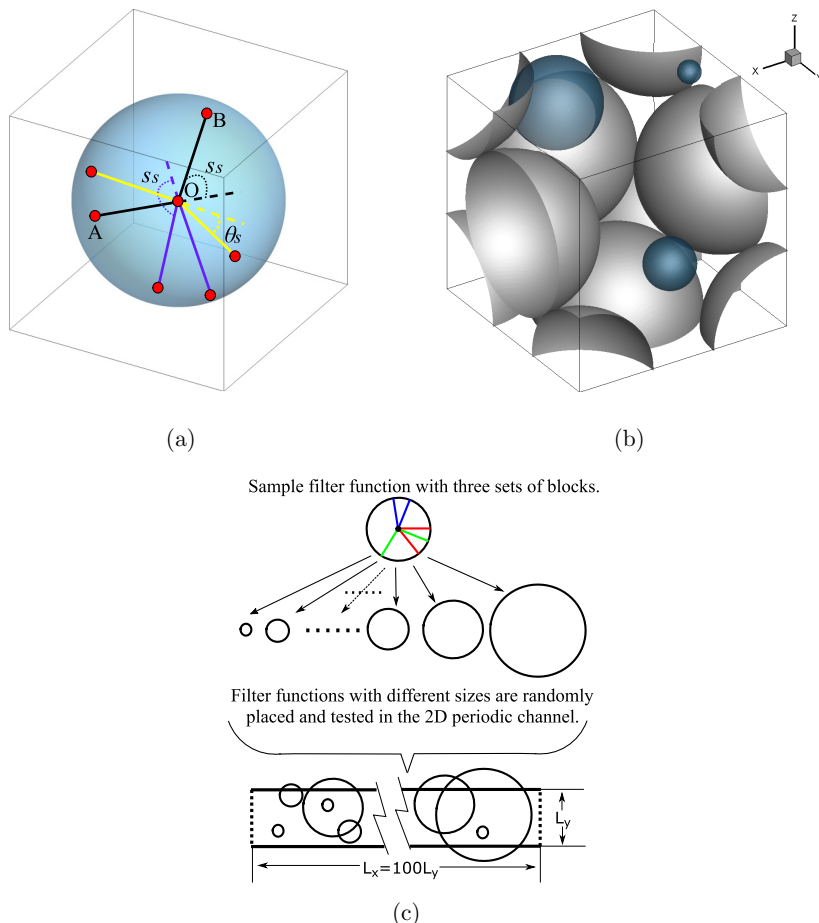 B
ss
ss
O
A
θs
(a)
z
x
(b)
Sample filter function with three sets of blocks.
Filter functions with different sizes are randomly
placed and tested in the 2D periodic channel.
Ly
Lx=100Ly
(c)